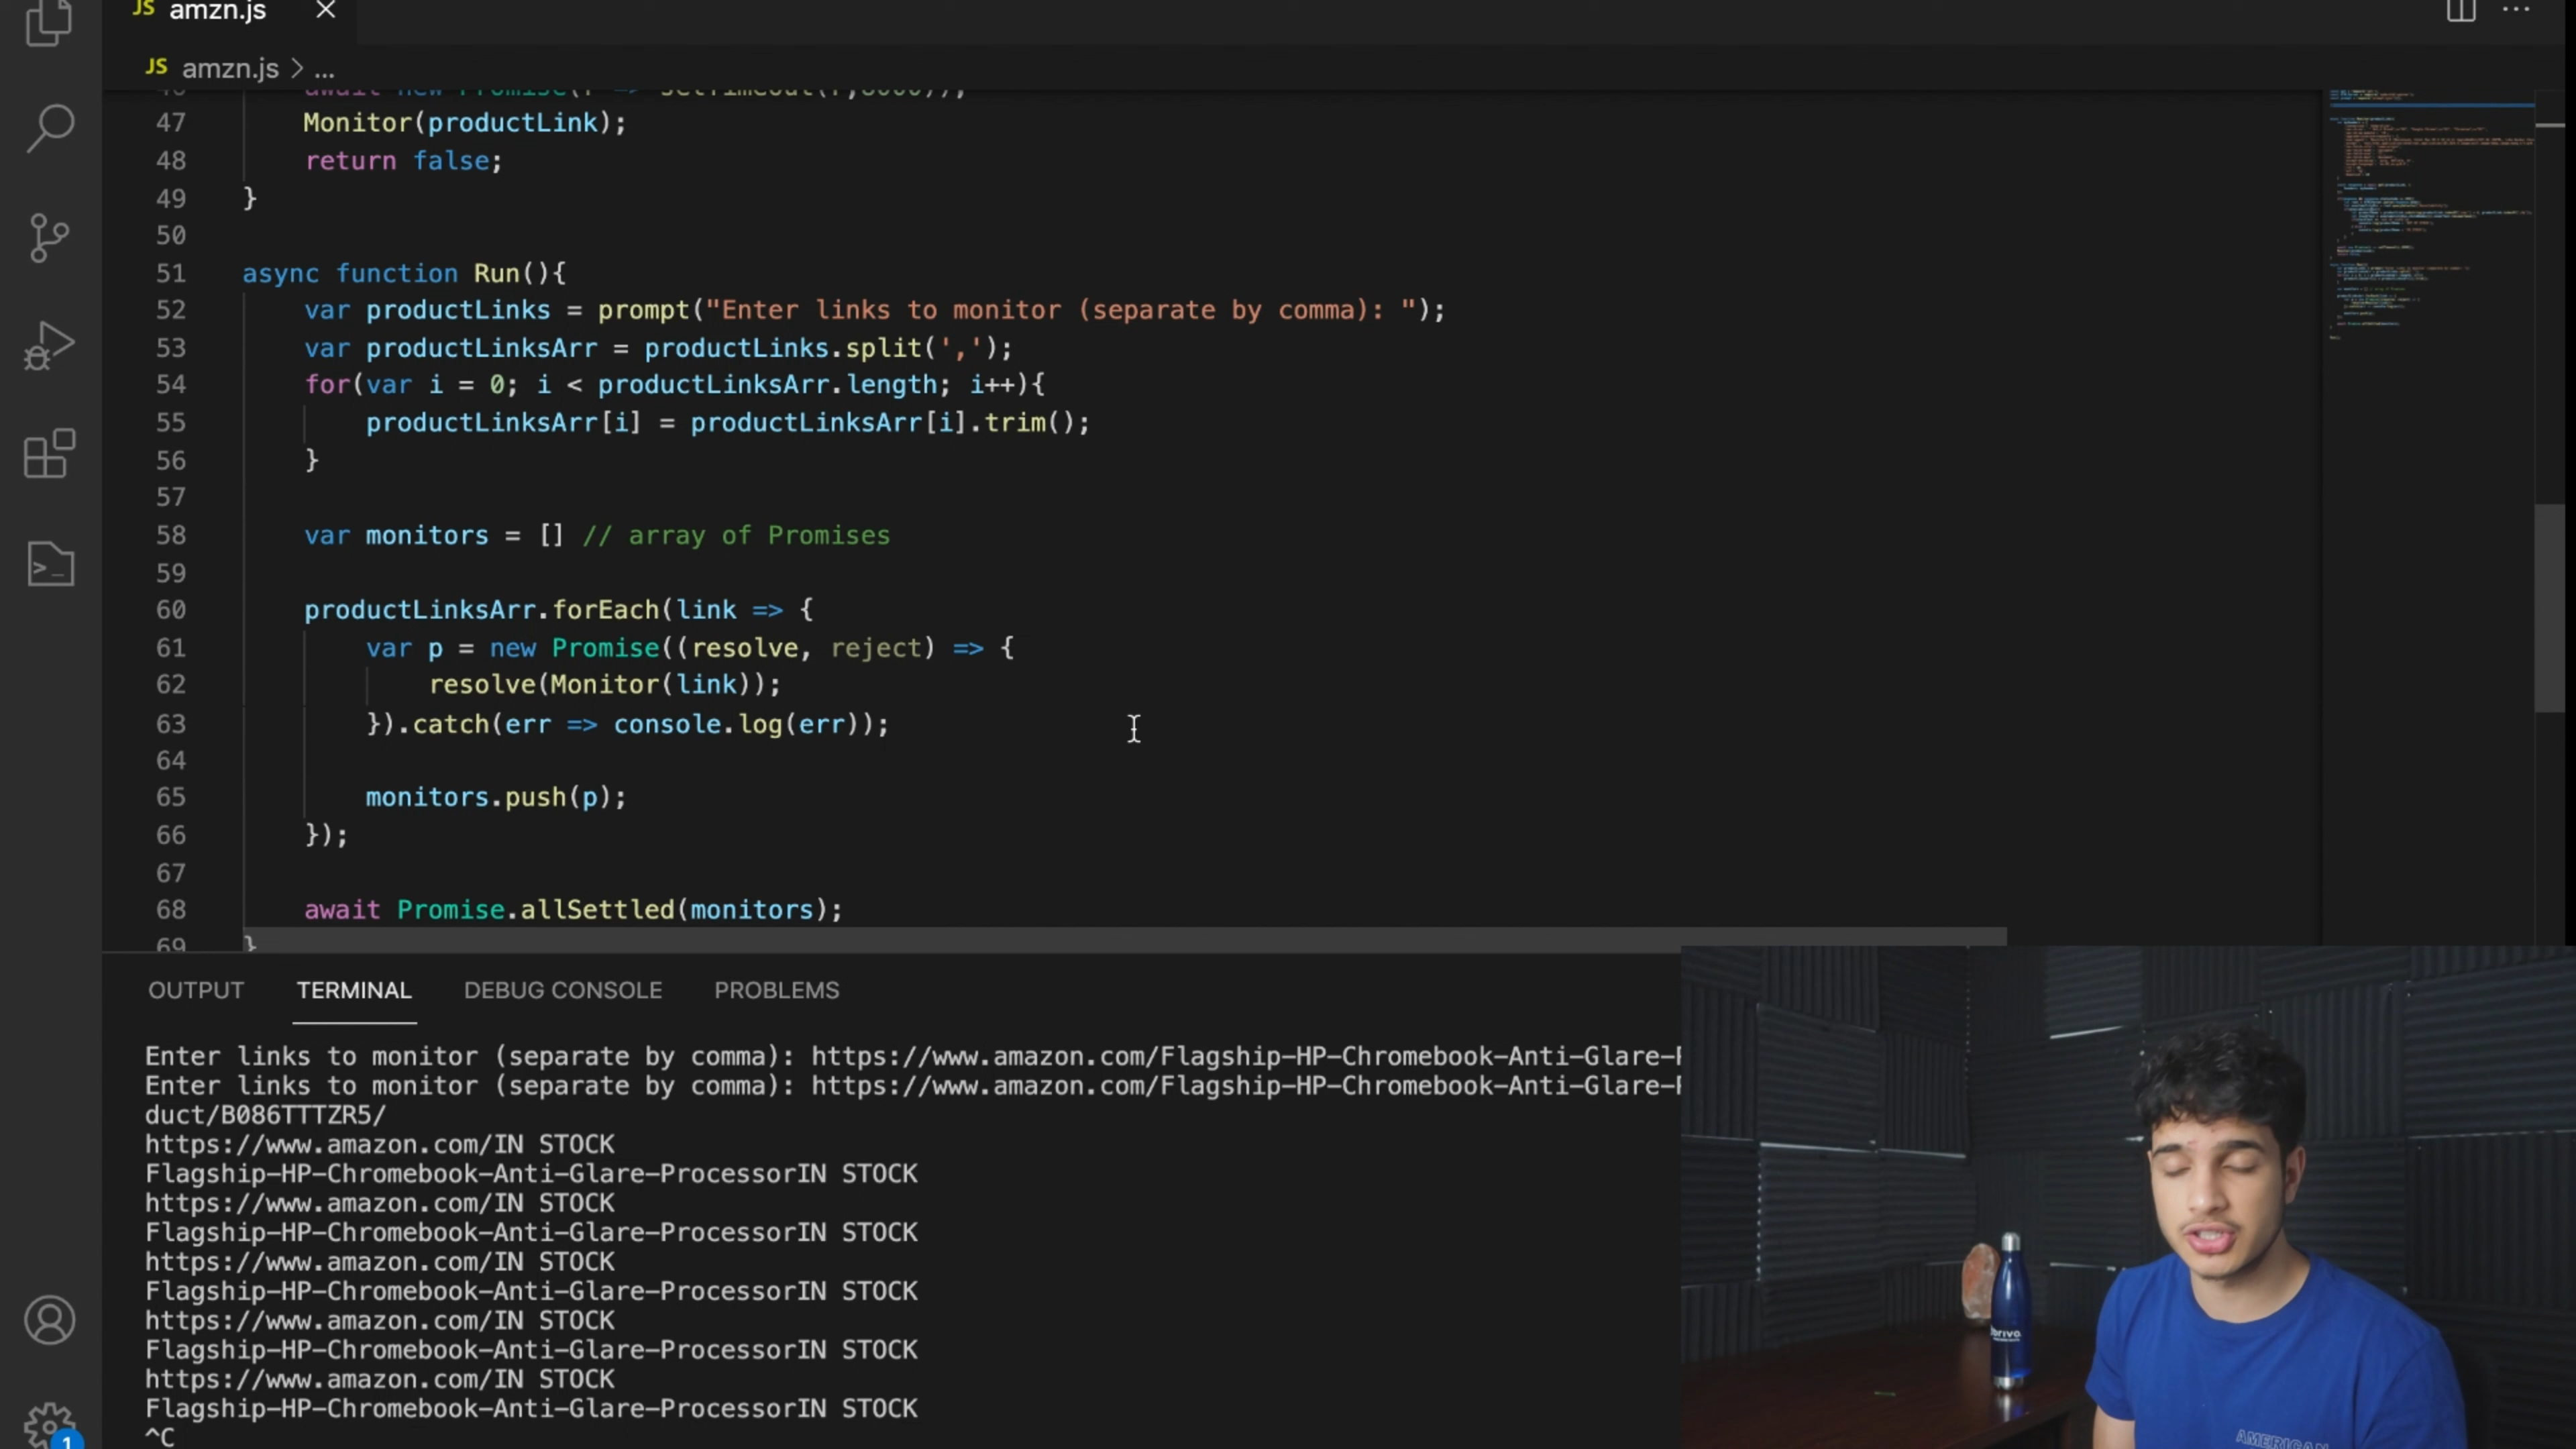 JS amzn.js
JS amzn.js > ...
46 await new Promise(r => setTimeout(r,8000));
47 Monitor(productLink);
48 return false;
49 }
50
51 async function Run(){
52 var productLinks = prompt("Enter links to monitor (separate by comma): ");
53 var productLinksArr = productLinks.split(',');
54 for(var i = 0; i < productLinksArr.length; i++){
55 productLinksArr[i] = productLinksArr[i].trim();
56 }
57
58 var monitors = [] // array of Promises
59
60 productLinksArr.forEach(link => {
61 var p = new Promise((resolve, reject) => {
62 resolve(Monitor(link));
63 }).catch(err => console.log(err));
64
65 monitors.push(p);
66 });
67
68 await Promise.allSettled(monitors);
69 }
OUTPUT TERMINAL DEBUG CONSOLE PROBLEMS
Enter links to monitor (separate by comma): https://www.amazon.com/Flagship-HP-Chromebook-Anti-Glare-
Enter links to monitor (separate by comma): https://www.amazon.com/Flagship-HP-Chromebook-Anti-Glare-
duct/B086TTTZR5/
https://www.amazon.com/IN STOCK
Flagship-HP-Chromebook-Anti-Glare-ProcessorIN STOCK
https://www.amazon.com/IN STOCK
Flagship-HP-Chromebook-Anti-Glare-ProcessorIN STOCK
https://www.amazon.com/IN STOCK
Flagship-HP-Chromebook-Anti-Glare-ProcessorIN STOCK
https://www.amazon.com/IN STOCK
Flagship-HP-Chromebook-Anti-Glare-ProcessorIN STOCK
https://www.amazon.com/IN STOCK
Flagship-HP-Chromebook-Anti-Glare-ProcessorIN STOCK
^C
1
AMERICAN